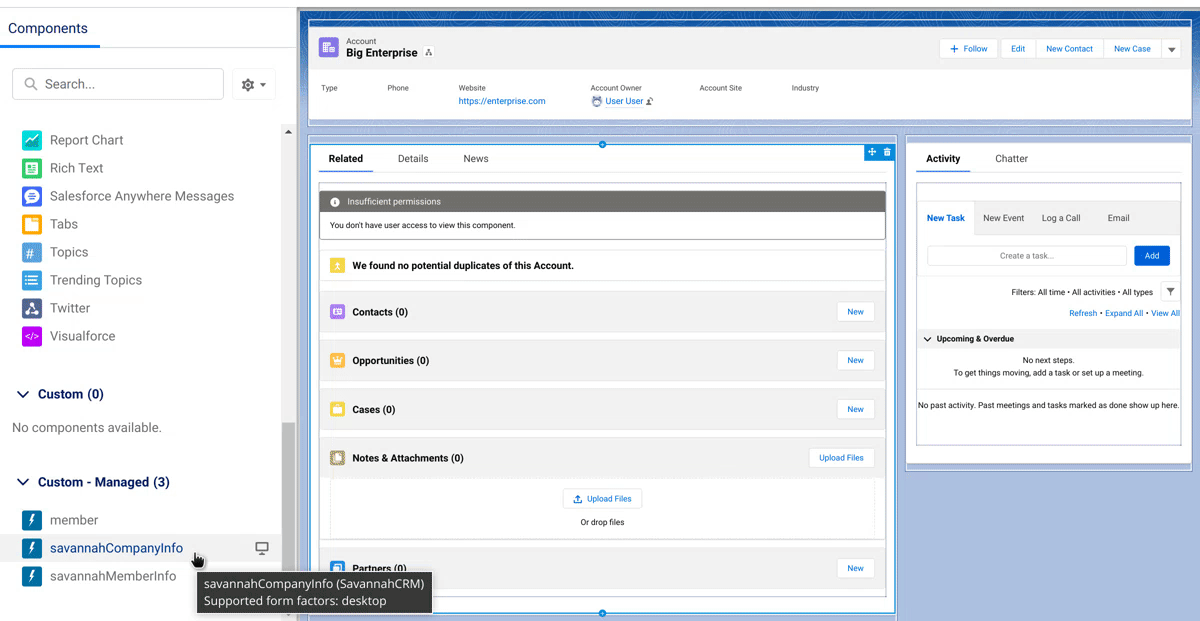 Components
Search...
Report Chart
Rich Text
Salesforce Anywhere Messages
Tabs
#
Topics
Trending Topics
Twitter
</>
Visualforce
Custom (0)
No components available.
Custom - Managed (3)
member
savannahCompanyInfo
savannahMemberInfo
savannahCompanyInfo (SavannahCRM)
Supported form factors: desktop
Account
Big Enterprise
Follow
Edit
New Contact
New Case
Type
Phone
Website
Account Owner
Account Site
Industry
https://enterprise.com
User User
Related
Details
News
Insufficient permissions
You don't have user access to view this component.
We found no potential duplicates of this Account.
Contacts (0)
New
Opportunities (0)
New
Cases (0)
New
Notes & Attachments (0)
Upload Files
Upload Files
Or drop files
Partners (0)
New
Activity
Chatter
New Task
New Event
Log a Call
Email
Create a task...
Add
Filters: All time • All activities • All types
Refresh • Expand All • View All
Upcoming & Overdue
No next steps.
To get things moving, add a task or set up a meeting.
No past activity. Past meetings and tasks marked as done show up here.